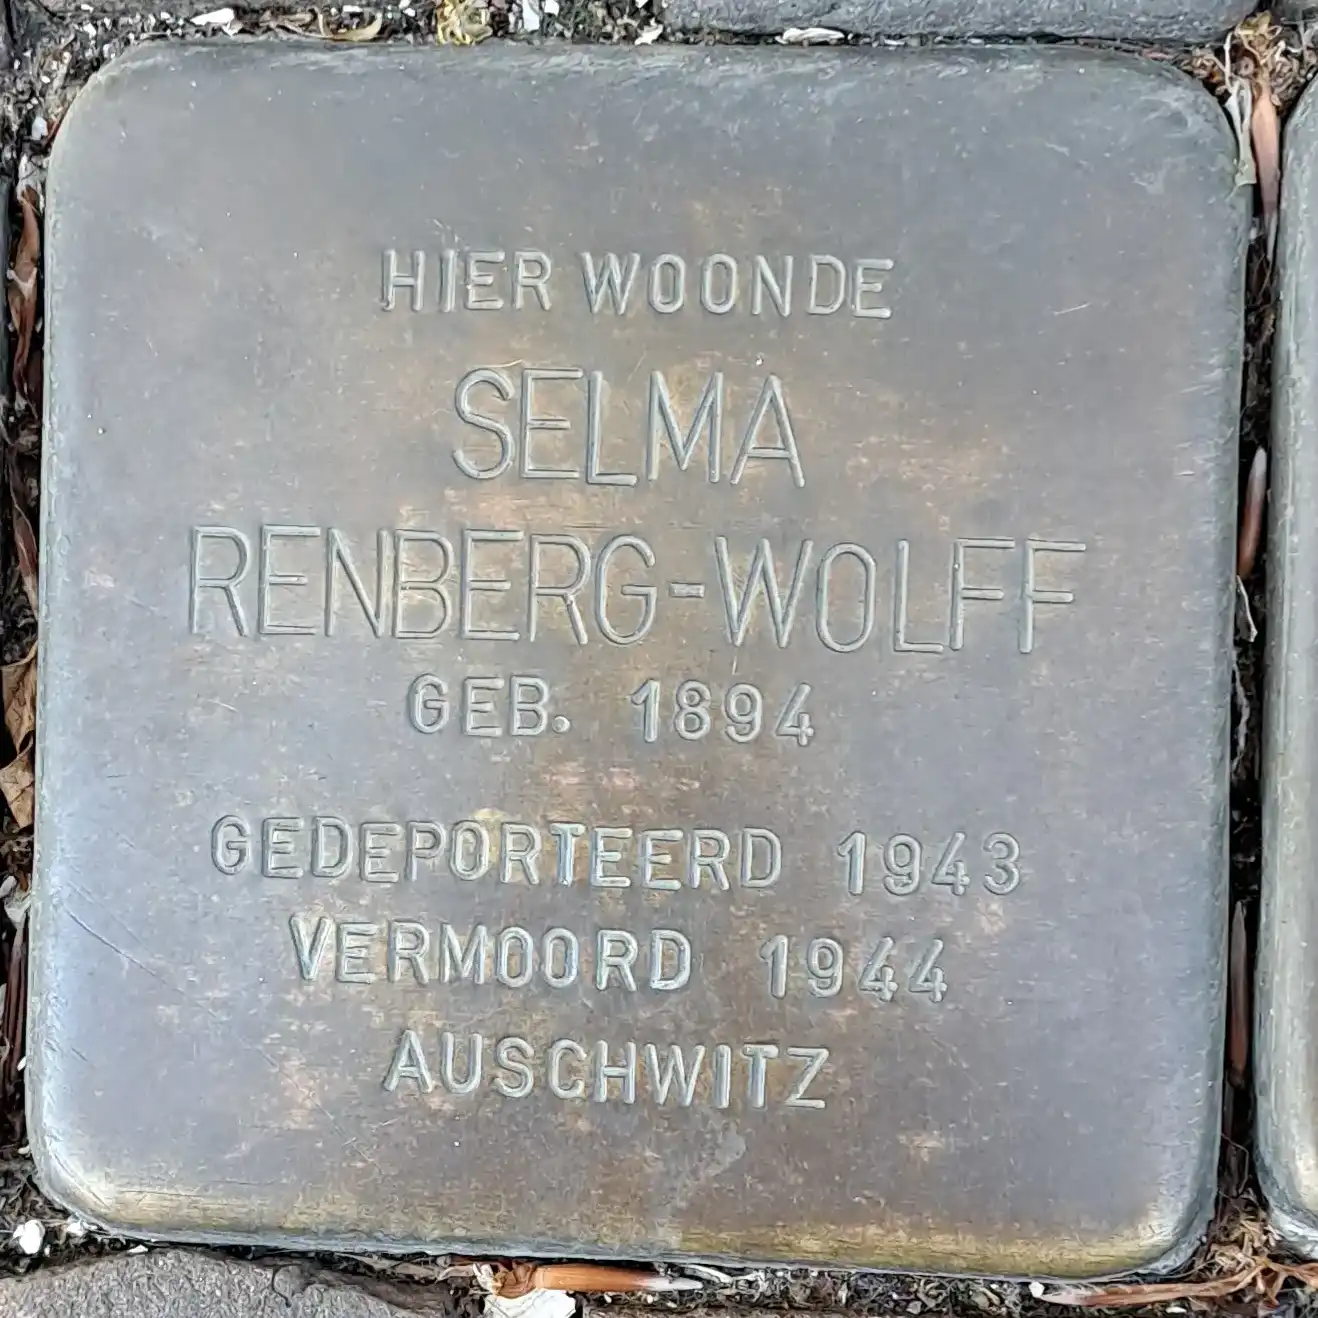 HIER WOONDE
SELMA
RENBERG-WOLFF
GEB. 1894
GEDEPORTEERD 1943
VERMOORD 1944
AUSCHWITZ